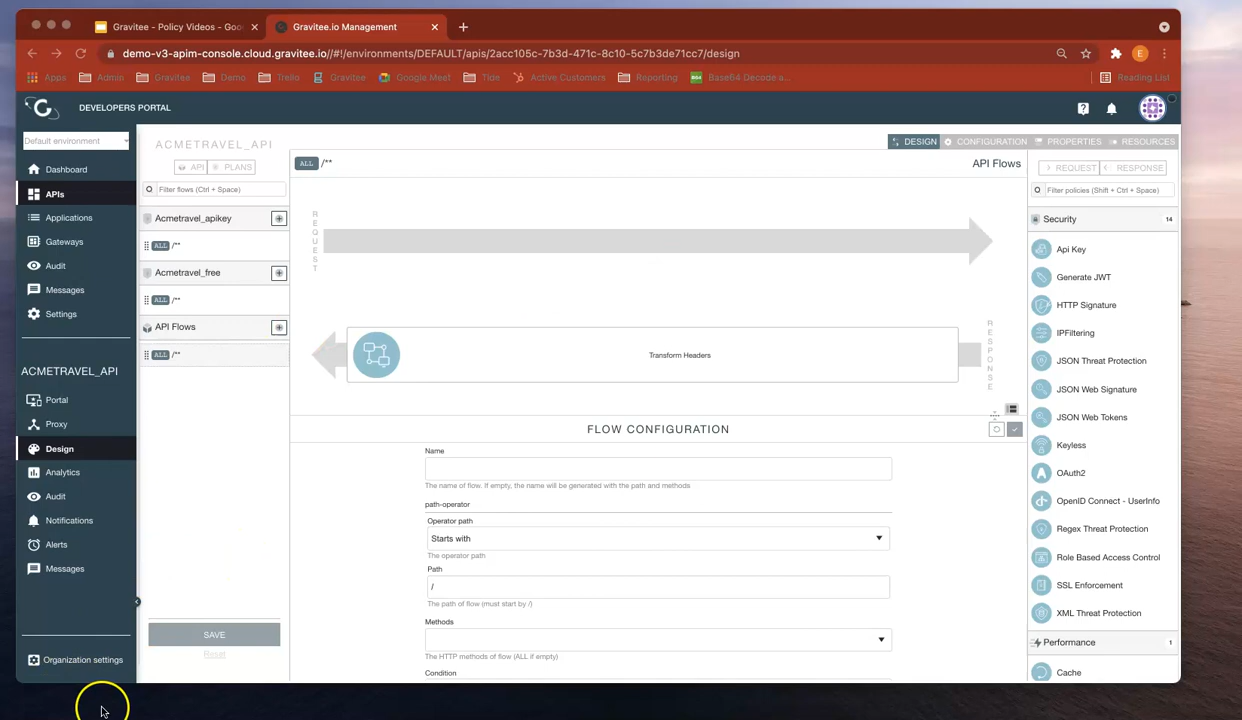 Gravitee - Policy Videos - Goo
Gravitee.io Management
demo-v3-apim-console.cloud.gravitee.io//#!/environments/DEFAULT/apis/2acc105c-7b3d-471c-8c10-5c7b3de71cc7/design
E
Apps
Admin
Gravitee
Demo
Trello
Gravitee
Google Meet
Tide
Active Customers
Reporting
Base64 Decode a...
Reading List
DEVELOPERS PORTAL
Default environment
Dashboard
APIs
Applications
Gateways
Audit
Messages
Settings
ACMETRAVEL_API
Portal
Proxy
Design
Analytics
Audit
Notifications
Alerts
Messages
Organization settings
ACMETRAVEL_API
API
PLANS
Filter flows (Ctrl + Space)
Acmetravel_apikey
ALL /**
Acmetravel_free
ALL /**
API Flows
ALL /**
SAVE
Reset
DESIGN
CONFIGURATION
PROPERTIES
RESOURCES
ALL /**
API Flows
REQUEST
Transform Headers
RESPONSE
FLOW CONFIGURATION
Name
The name of flow. If empty, the name will be generated with the path and methods
path-operator
Operator path
Starts with
The operator path
Path
/
The path of flow (must start by /)
Methods
The HTTP methods of flow (ALL if empty)
Condition
REQUEST
RESPONSE
Filter policies (Shift + Ctrl + Space)
Security 14
Api Key
Generate JWT
HTTP Signature
IPFiltering
JSON Threat Protection
JSON Web Signature
JSON Web Tokens
Keyless
OAuth2
OpenID Connect - UserInfo
Regex Threat Protection
Role Based Access Control
SSL Enforcement
XML Threat Protection
Performance 1
Cache